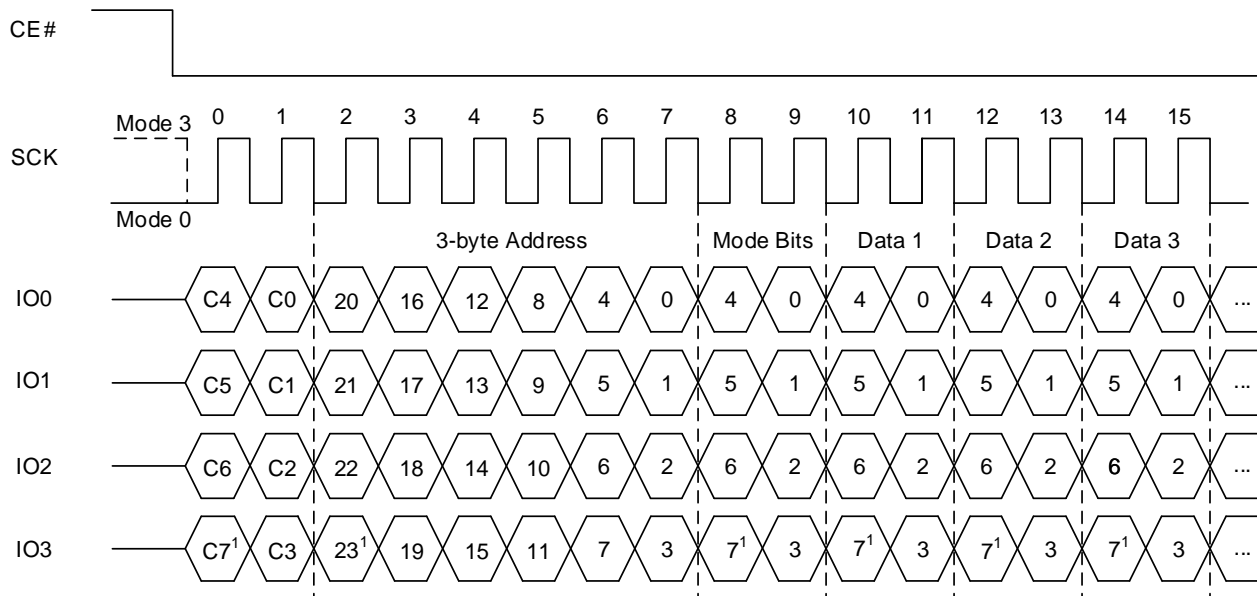 CE#
0 1 2 3 4 5 6 7 8 9 10 11 12 13 14 15
Mode 3
SCK
Mode 0
3-byte Address Mode Bits Data 1 Data 2 Data 3
IO0 C4 C0 20 16 12 8 4 0 4 0 4 0 4 0 4 0 ...
IO1 C5 C1 21 17 13 9 5 1 5 1 5 1 5 1 5 1 ...
IO2 C6 C2 22 18 14 10 6 2 6 2 6 2 6 2 6 2 ...
IO3 C7¹ C3 23¹ 19 15 11 7 3 7¹ 3 7¹ 3 7¹ 3 7¹ 3 ...